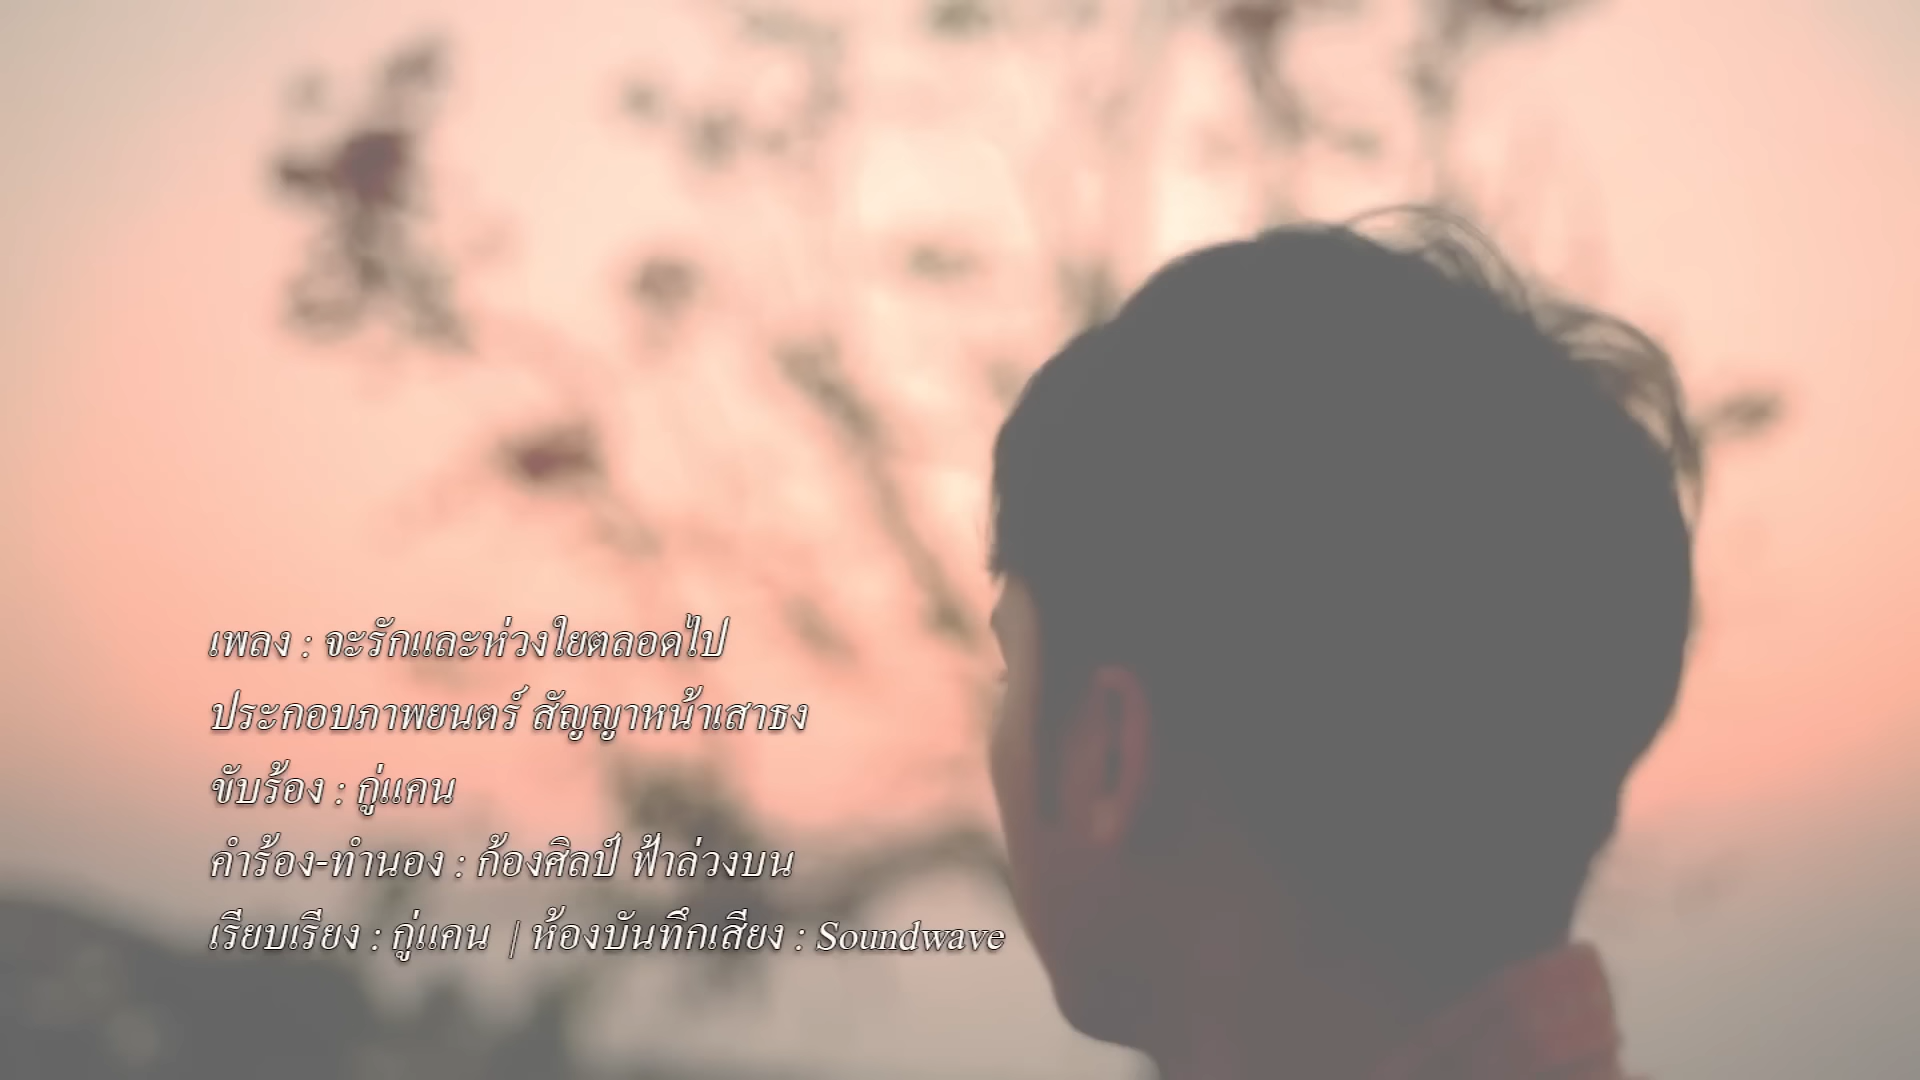 เพลง : จะรักและห่วงใยตลอดไป
ประกอบภาพยนตร์ สัญญาหน้าเสาธง
ขับร้อง : กู่แคน
คำร้อง-ทำนอง : ก้องศิลป์ ฟ้าล่วงบน
เรียบเรียง : กู่แคน | ห้องบันทึกเสียง : Soundwave